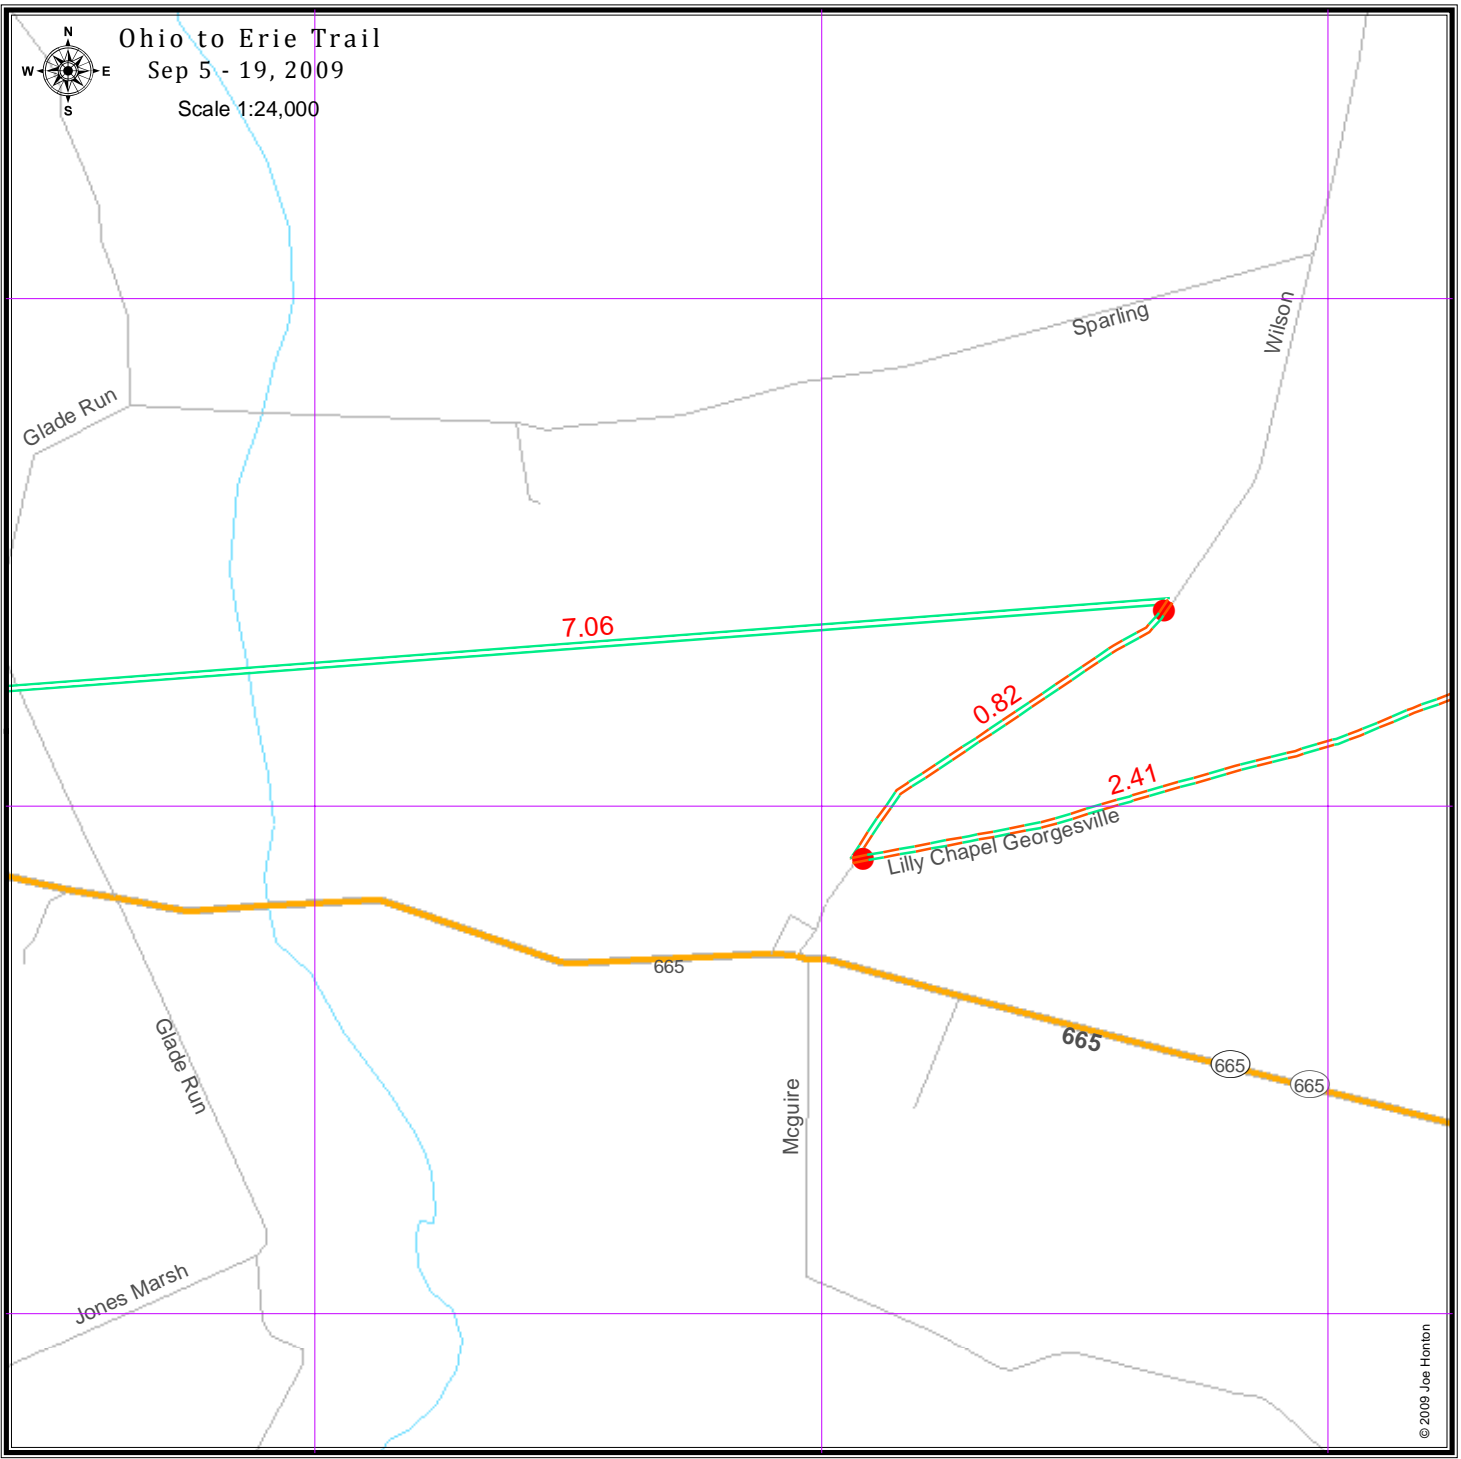 N
W
E
S
Ohio to Erie Trail
Sep 5 - 19, 2009
Scale 1:24,000
Sparling
Wilson
Glade Run
7.06
0.82
2.41
Lilly Chapel Georgesville
665
Glade Run
665
665
665
Mcguire
Jones Marsh
© 2009 Joe Honton